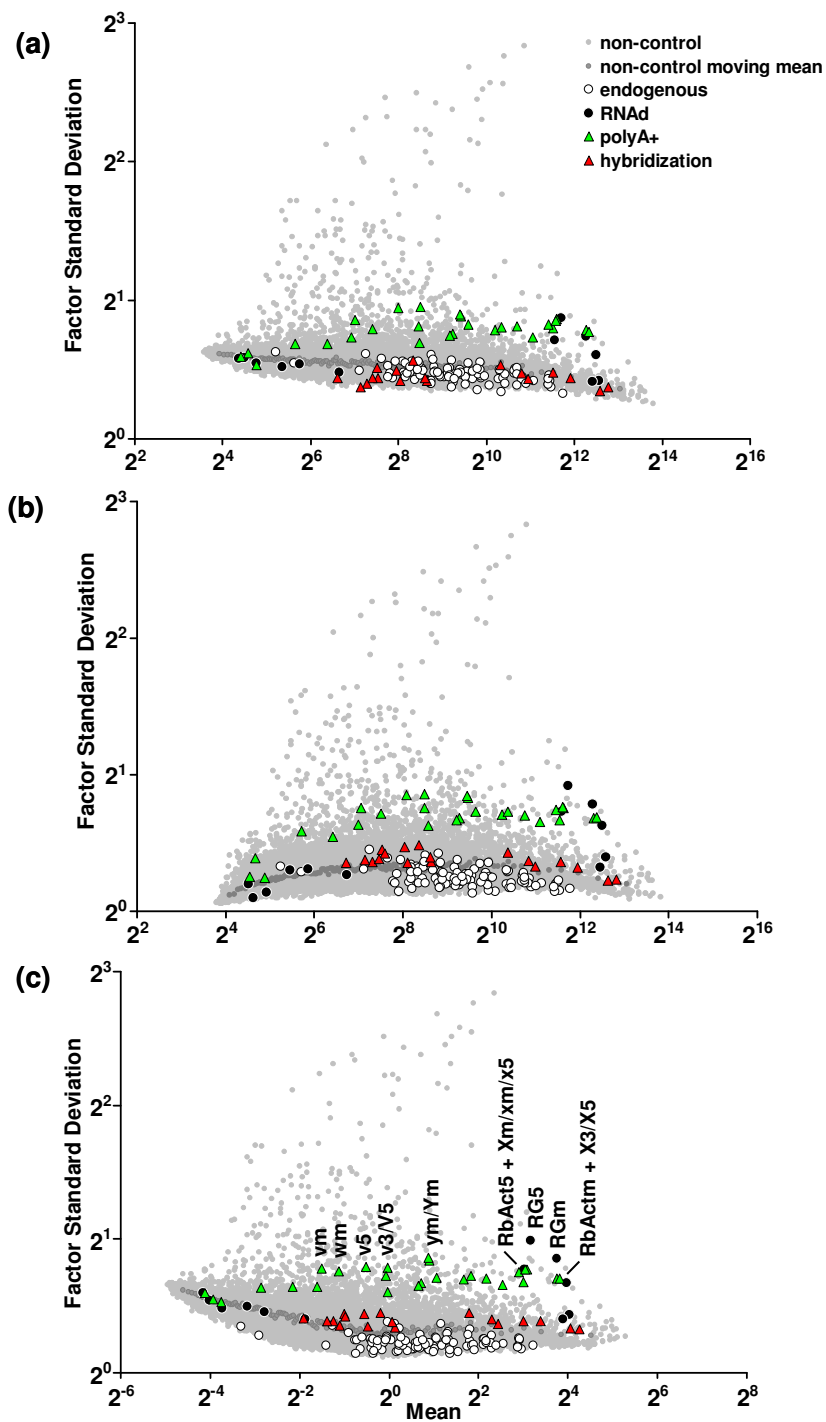 (a)
Factor Standard Deviation
2^3
2^2
2^1
2^0
non-control
non-control moving mean
endogenous
RNAd
polyA+
hybridization
2^2 2^4 2^6 2^8 2^10 2^12 2^14 2^16
(b)
Factor Standard Deviation
2^3
2^2
2^1
2^0
2^2 2^4 2^6 2^8 2^10 2^12 2^14 2^16
(c)
Factor Standard Deviation
2^3
2^2
2^1
2^0
vm
wm
v5
v3/V5
ym/Ym
RbAct5 + Xm/xm/x5
RG5
RGm
RbActm + X3/X5
2^-6 2^-4 2^-2 2^0 2^2 2^4 2^6 2^8
Mean